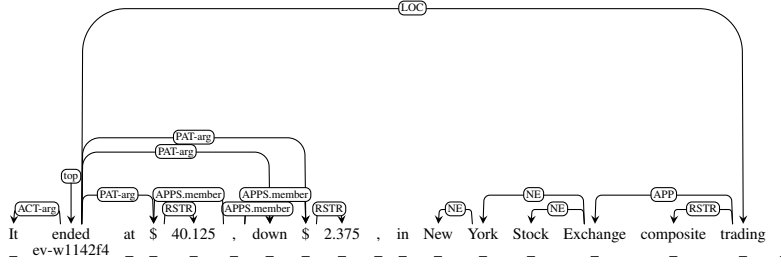 LOC
PAT-arg
PAT-arg
top
PAT-arg APPS.member APPS.member
ACT-arg RSTR APPS.member RSTR NE NE NE APP RSTR
It ended at $ 40.125 , down $ 2.375 , in New York Stock Exchange composite trading
_ ev-w1142f4 _ _ _ _ _ _ _ _ _ _ _ _ _ _ _